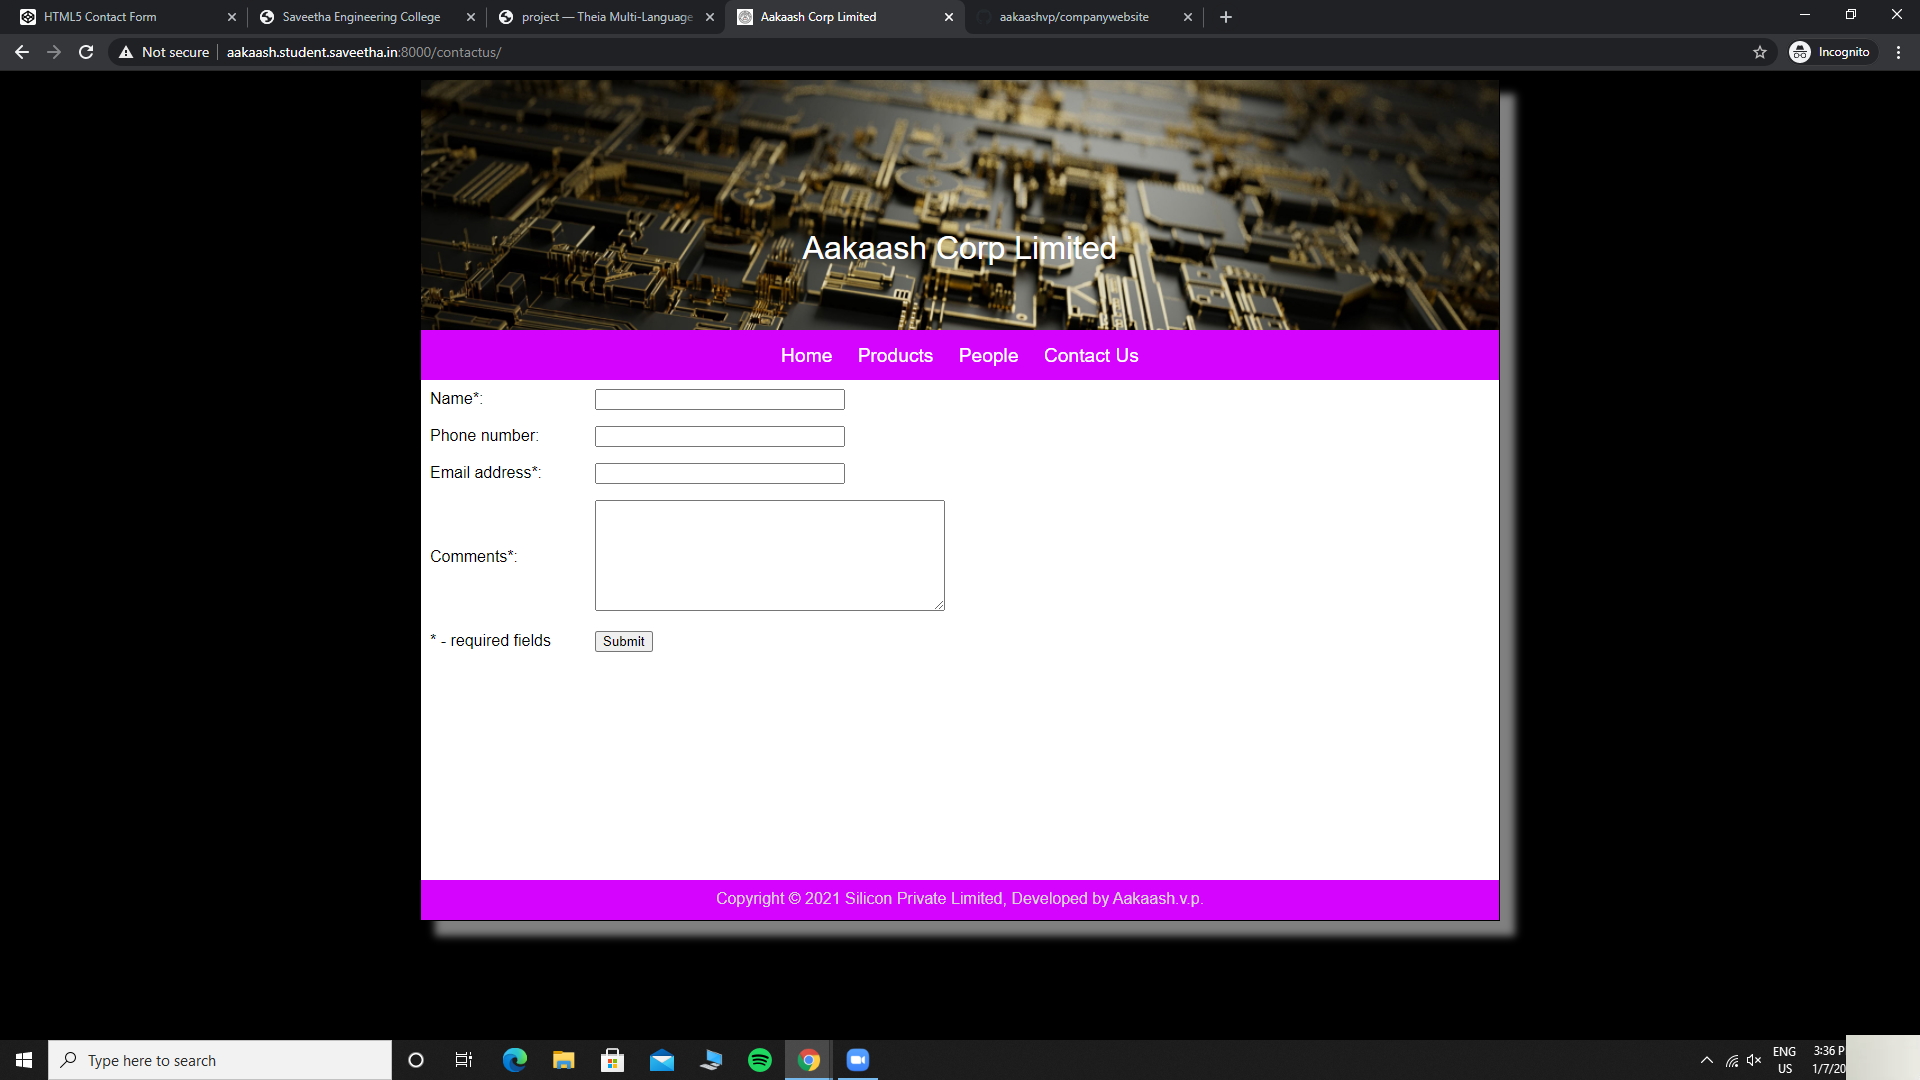 HTML5 Contact Form
Saveetha Engineering College
project — Theia Multi-Language
Aakaash Corp Limited
aakaashvp/companywebsite
Not secure
aakaash.student.saveetha.in:8000/contactus/
Incognito
Aakaash Corp Limited
Home Products People Contact Us
Name*:
Phone number:
Email address*:
Comments*:
* - required fields
Submit
Copyright © 2021 Silicon Private Limited, Developed by Aakaash.v.p.
Type here to search
ENG
US
3:36 P
1/7/20